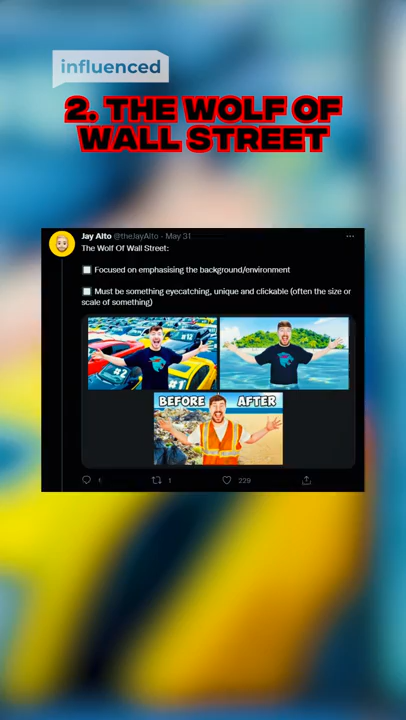 influenced
2. THE WOLF OF
WALL STREET
Jay Alto @theJayAlto · May 31
The Wolf Of Wall Street:
Focused on emphasising the background/environment
Must be something eyecatching, unique and clickable (often the size or
scale of something)
#2
#1
#12
BEFORE AFTER
1 1 229